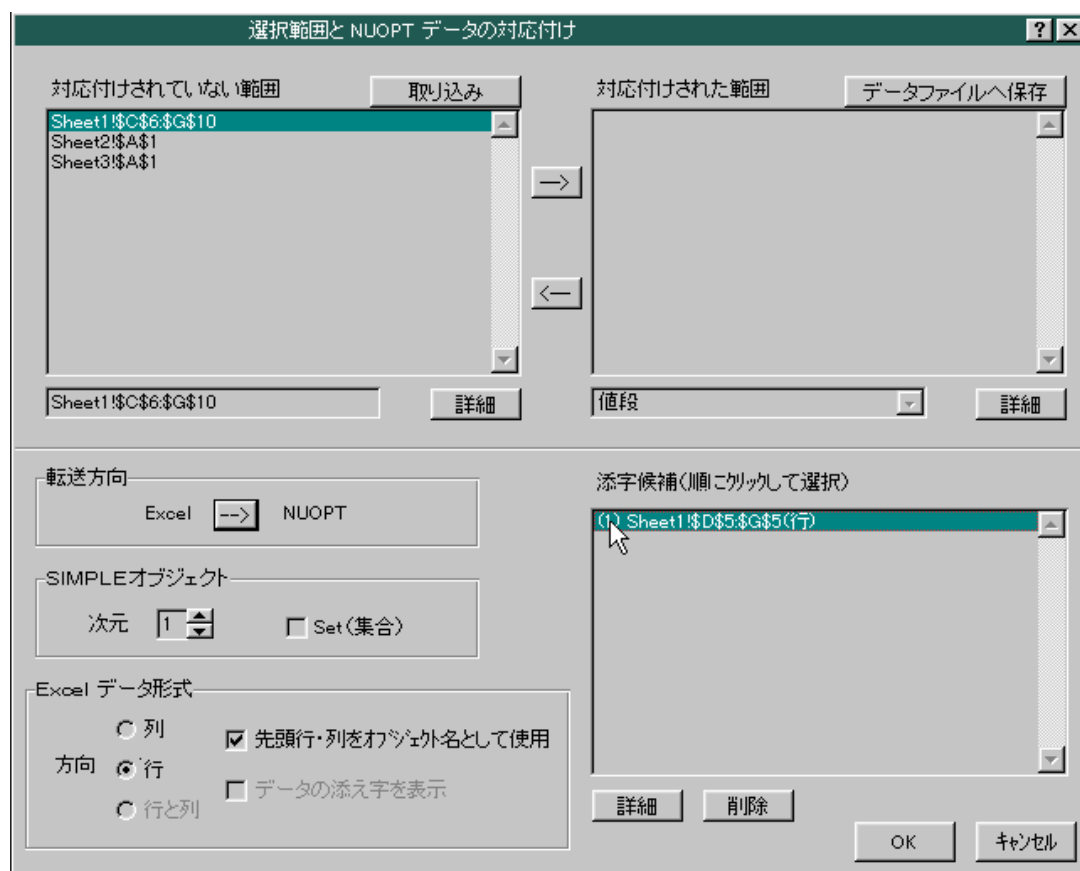 選択範囲と NUOPT データの対応付け
対応付けされていない範囲
取り込み
対応付けされた範囲
データファイルへ保存
Sheet1!$C$6:$G$10
Sheet2!$A$1
Sheet3!$A$1
-->
<--
Sheet1!$C$6:$G$10
詳細
値段
詳細
転送方向
Excel --> NUOPT
添字候補(順にクリックして選択)
(1) Sheet1!$D$5:$G$5(行)
SIMPLEオブジェクト
次元 1 Set(集合)
Excel データ形式
方向
列
行
行と列
先頭行・列をオブジェクト名として使用
データの添え字を表示
詳細
削除
OK
キャンセル